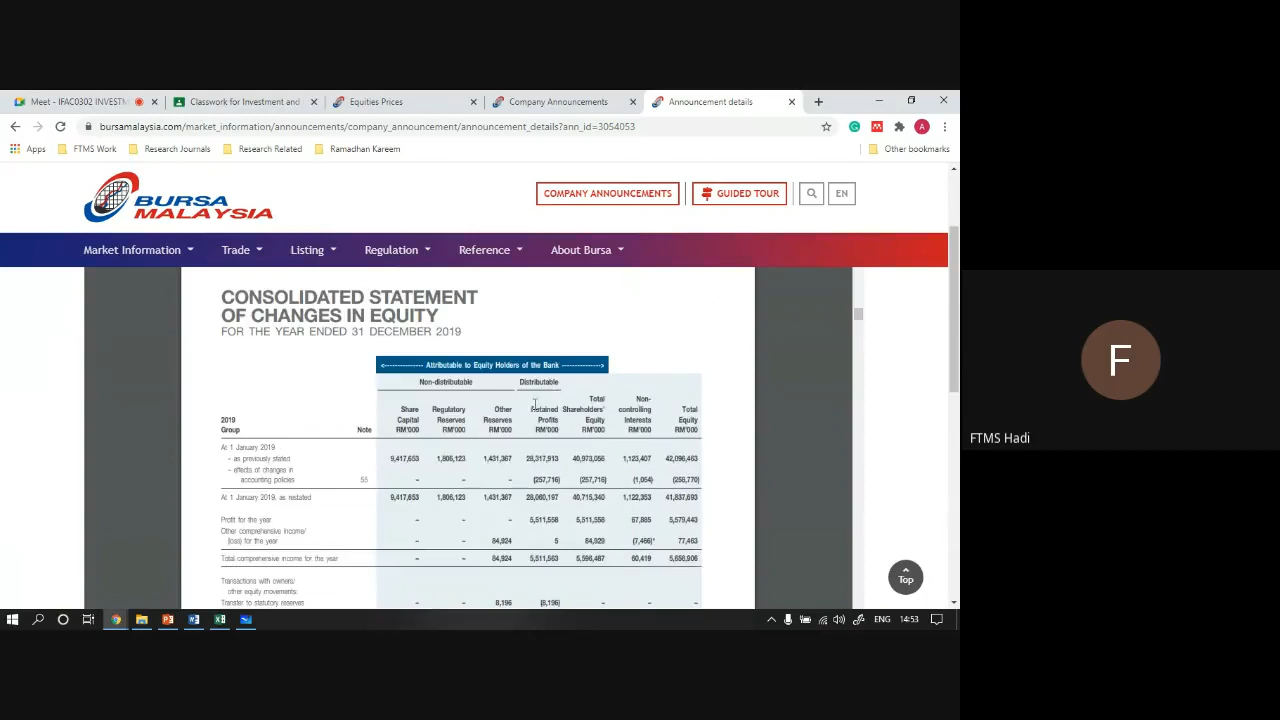 Meet - IFAC0302 INVESTM
Classwork for Investment and
Equities Prices
Company Announcements
Announcement details
bursamalaysia.com/market_information/announcements/company_announcement/announcement_details?ann_id=3054053
A
Apps
FTMS Work
Research Journals
Research Related
Ramadhan Kareem
Other bookmarks
BURSA
MALAYSIA
COMPANY ANNOUNCEMENTS
GUIDED TOUR
EN
Market Information
Trade
Listing
Regulation
Reference
About Bursa
CONSOLIDATED STATEMENT
OF CHANGES IN EQUITY
FOR THE YEAR ENDED 31 DECEMBER 2019
<-------------- Attributable to Equity Holders of the Bank -------------->
Non-distributable Distributable
Total Non-
Share Regulatory Other Retained Shareholders' controlling Total
2019 Capital Reserves Reserves Profits Equity Interests Equity
Group Note RM'000 RM'000 RM'000 RM'000 RM'000 RM'000 RM'000
At 1 January 2019
- as previously stated 9,417,653 1,806,123 1,431,367 28,317,913 40,973,056 1,123,407 42,096,463
- effects of changes in
accounting policies 55 - - - (257,716) (257,716) (1,054) (258,770)
At 1 January 2019, as restated 9,417,653 1,806,123 1,431,367 28,060,197 40,715,340 1,122,353 41,837,693
Profit for the year - - - 5,511,558 5,511,558 67,885 5,579,443
Other comprehensive income/
(loss) for the year - - 84,924 5 84,929 (7,466)* 77,463
Total comprehensive income for the year - - 84,924 5,511,563 5,596,487 60,419 5,656,906
Transactions with owners/
other equity movements:
Transfer to statutory reserves - - 8,196 (8,196) - - -
Top
ENG
14:53
F
FTMS Hadi